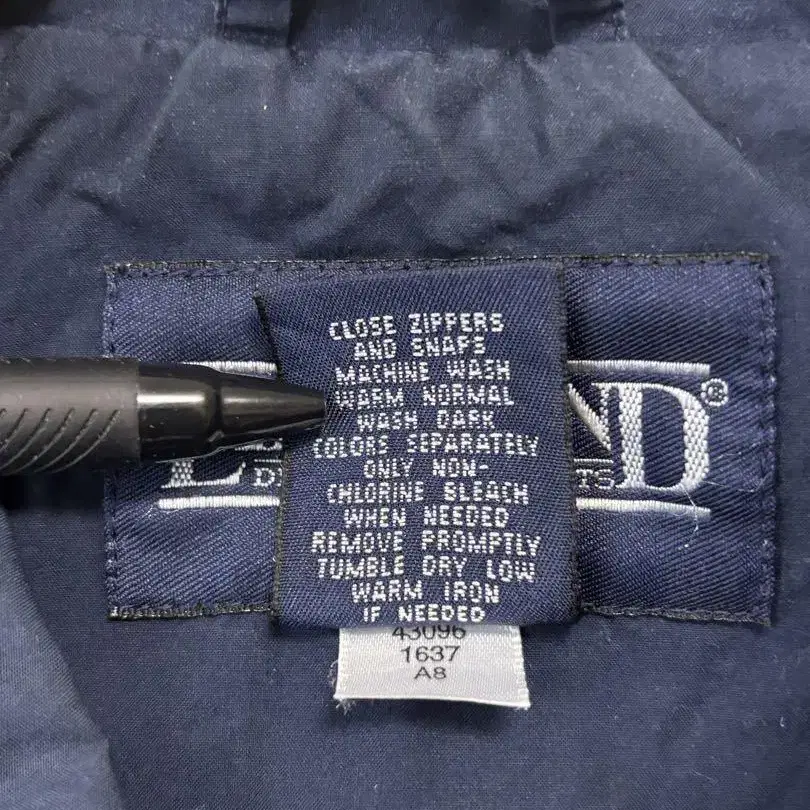 CLOSE ZIPPERS
AND SNAPS
MACHINE WASH
WARM NORMAL
WASH DARK
COLORS SEPARATELY
ONLY NON-
CHLORINE BLEACH
WHEN NEEDED
REMOVE PROMPTLY
TUMBLE DRY LOW
WARM IRON
IF NEEDED
43096
1637
A8